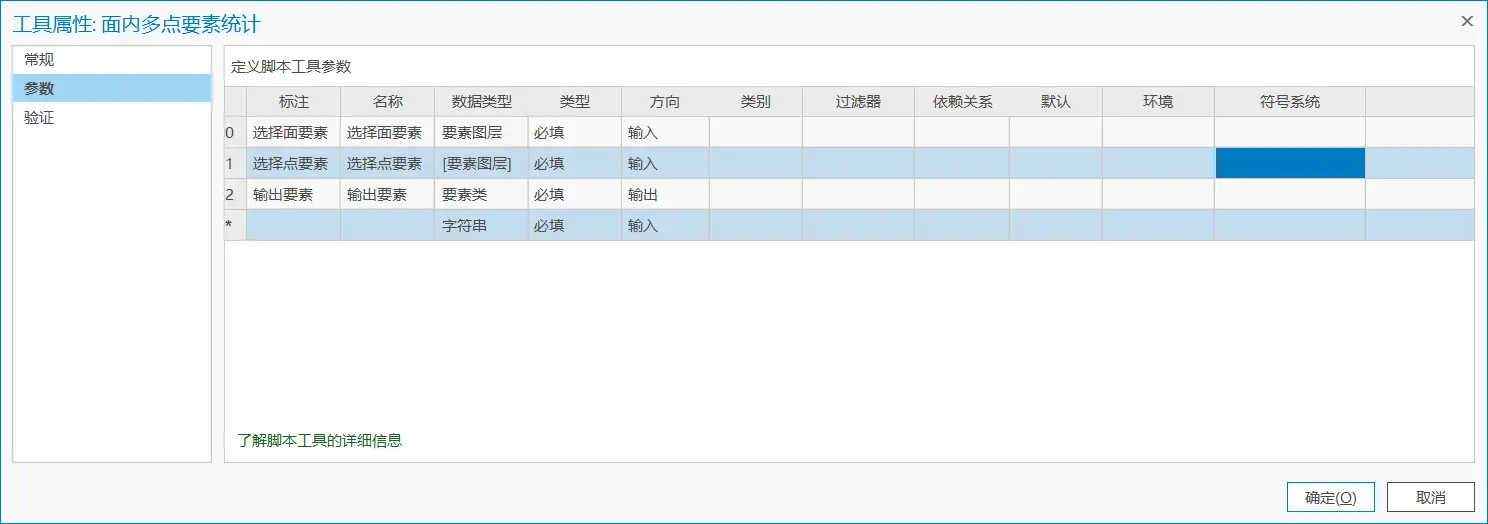 工具属性: 面内多点要素统计
常规
参数
验证
定义脚本工具参数
标注 名称 数据类型 类型 方向 类别 过滤器 依赖关系 默认 环境 符号系统
0 选择面要素 选择面要素 要素图层 必填 输入
1 选择点要素 选择点要素 [要素图层] 必填 输入
2 输出要素 输出要素 要素类 必填 输出
* 字符串 必填 输入
了解脚本工具的详细信息
确定(O) 取消